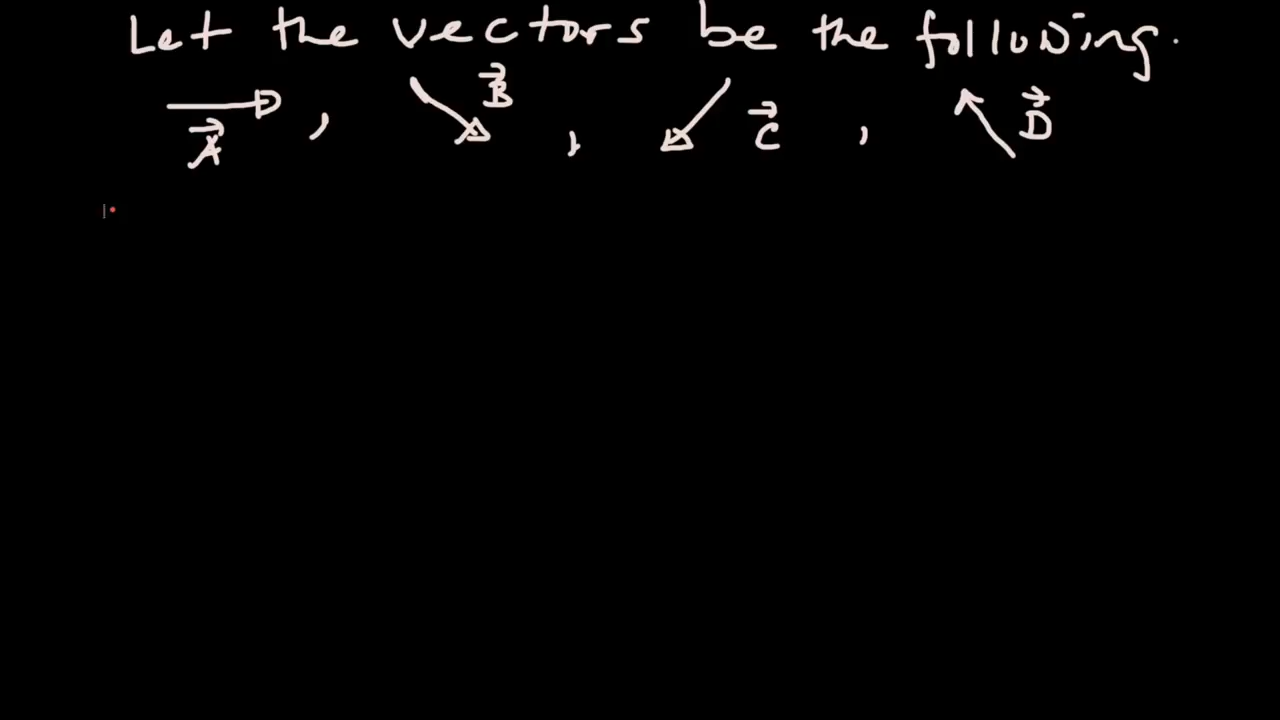 Let the vectors be the following.
A⃗ , B⃗ , C⃗ , D⃗